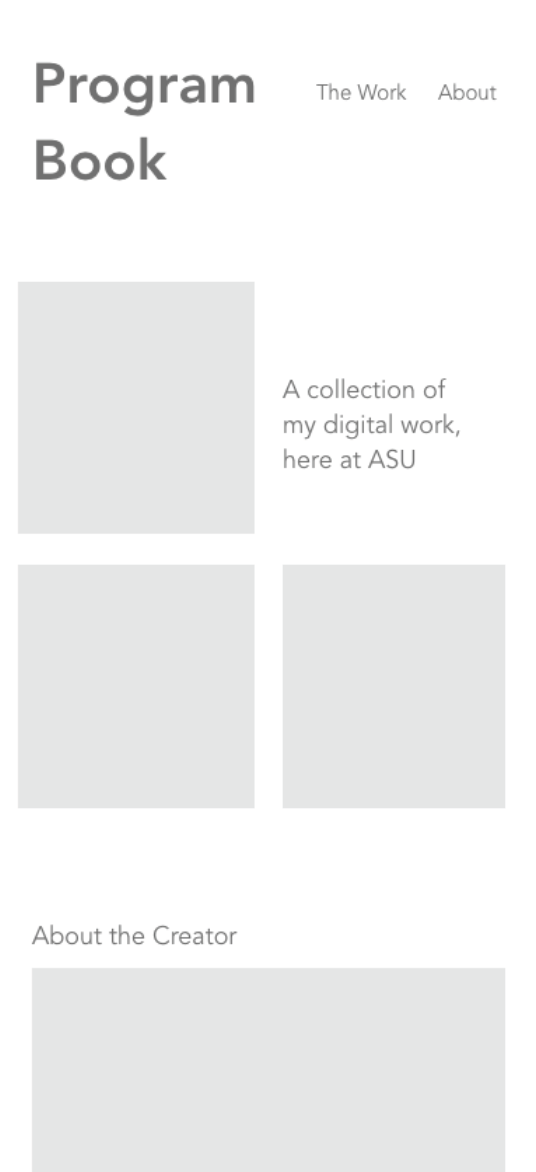 Program
Book
The Work
About
A collection of
my digital work,
here at ASU
About the Creator